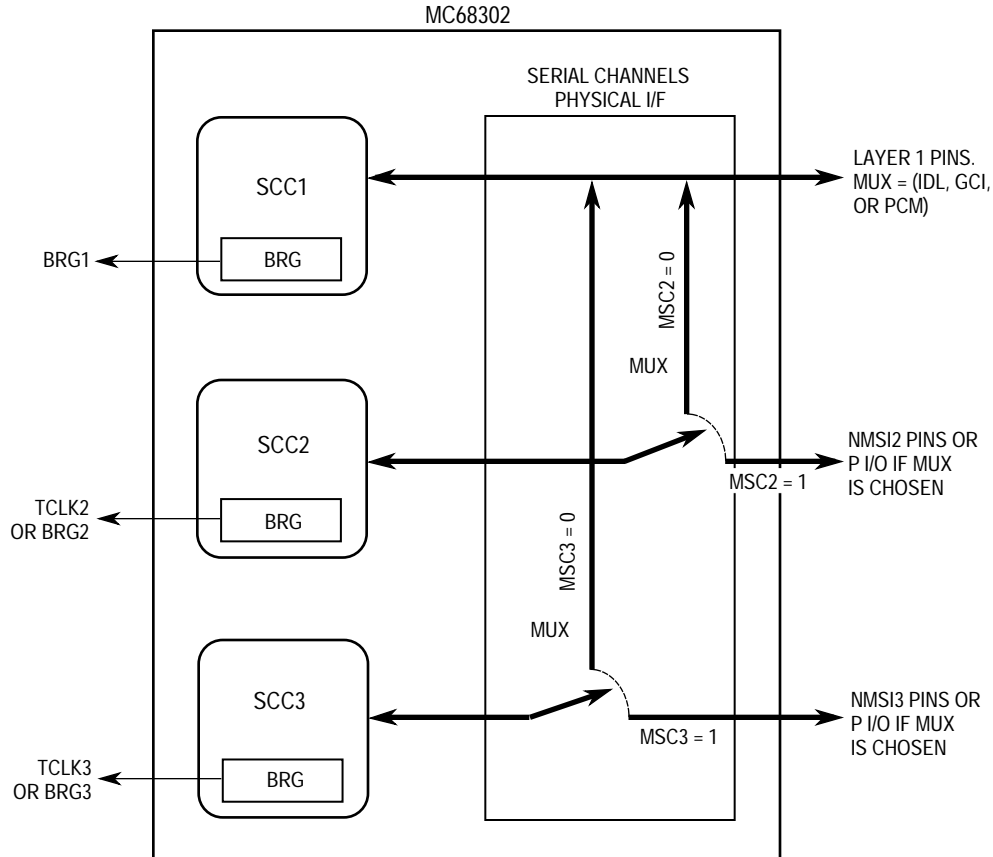 MC68302
SERIAL CHANNELS
PHYSICAL I/F
SCC1
BRG
BRG1
LAYER 1 PINS.
MUX = (IDL, GCI,
OR PCM)
MSC2 = 0
MUX
SCC2
BRG
TCLK2
OR BRG2
NMSI2 PINS OR
P I/O IF MUX
IS CHOSEN
MSC2 = 1
MSC3 = 0
MUX
SCC3
BRG
TCLK3
OR BRG3
NMSI3 PINS OR
P I/O IF MUX
IS CHOSEN
MSC3 = 1